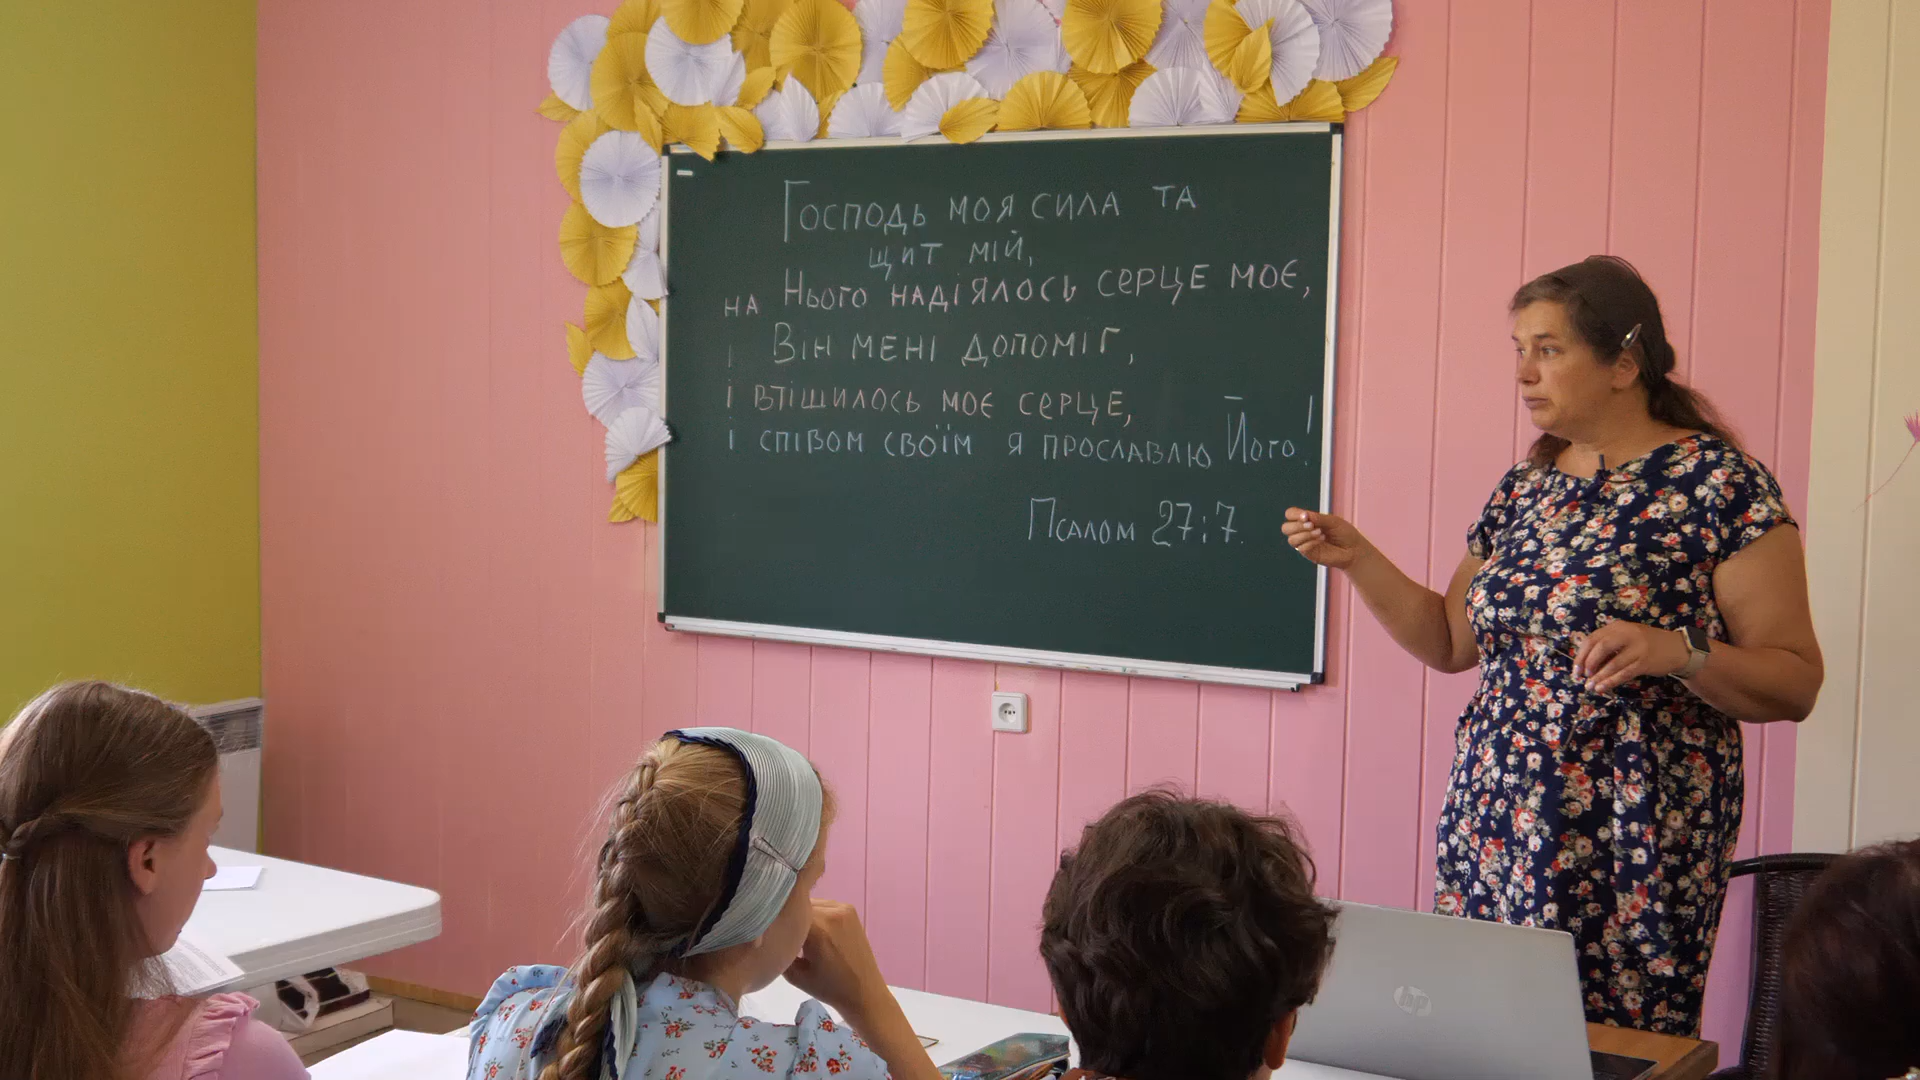 Господь моя сила та
щит мій,
на Нього надіялось серце моє,
і Він мені допоміг,
і втішилось моє серце,
і співом своїм я прославлю Його!
Псалом 27:7.
hp